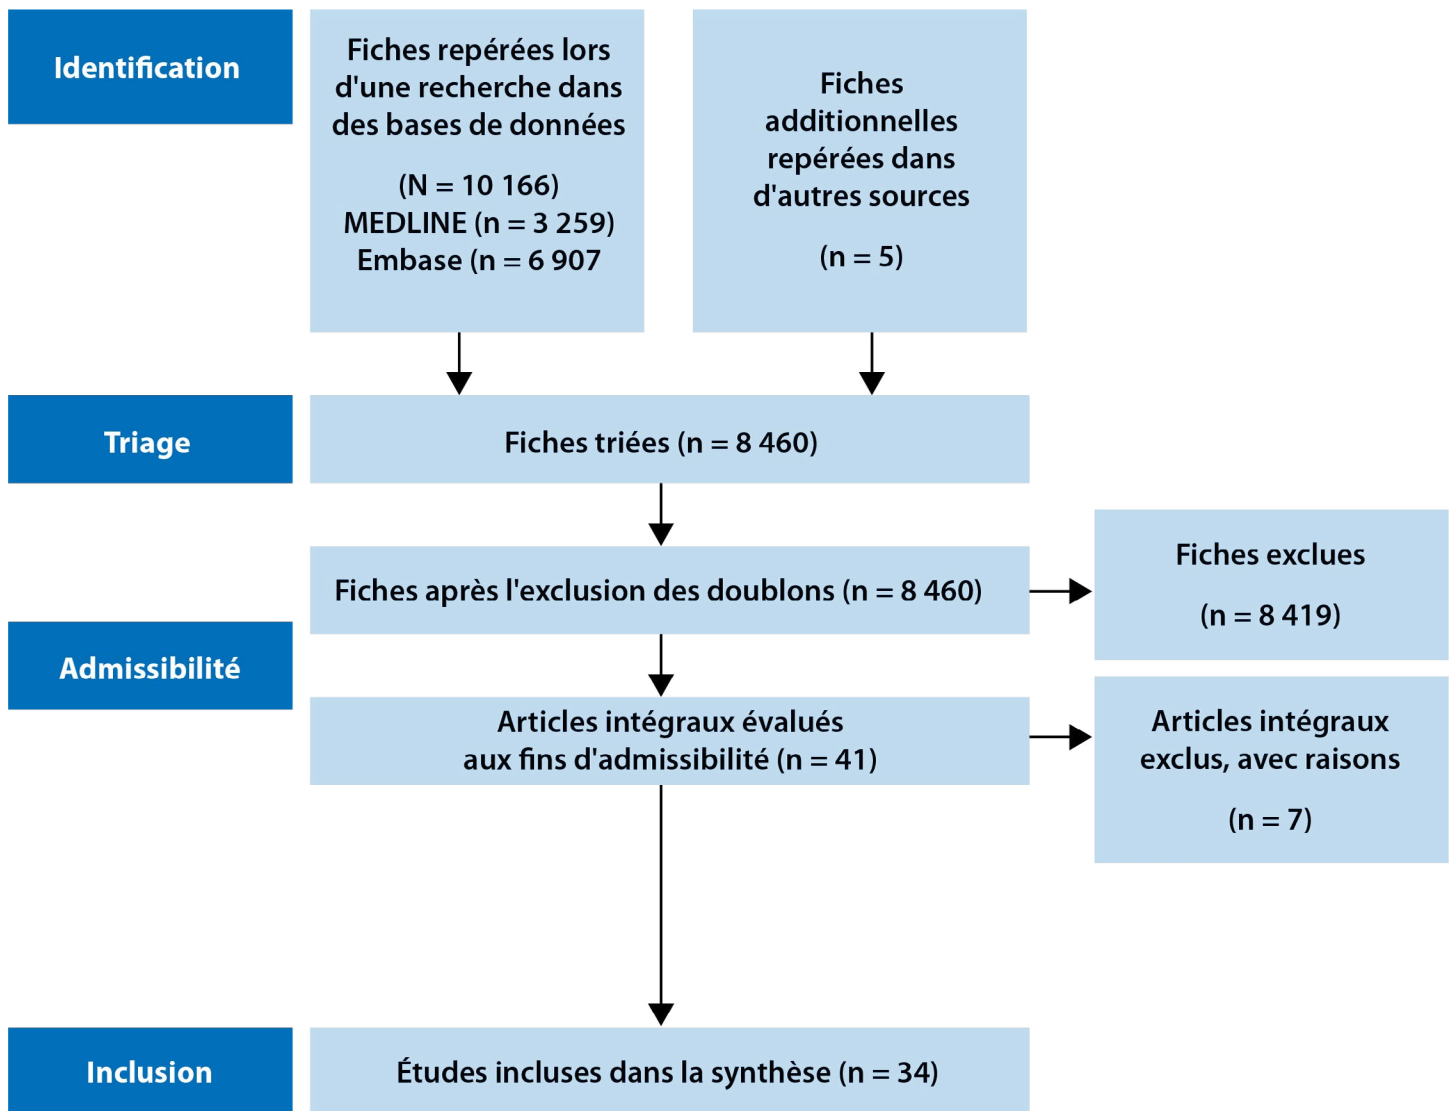 Identification
Fiches repérées lors
d'une recherche dans
des bases de données
(N = 10 166)
MEDLINE (n = 3 259)
Embase (n = 6 907
Fiches
additionnelles
repérées dans
d'autres sources
(n = 5)
Triage
Fiches triées (n = 8 460)
Fiches après l'exclusion des doublons (n = 8 460)
Fiches exclues
(n = 8 419)
Admissibilité
Articles intégraux évalués
aux fins d'admissibilité (n = 41)
Articles intégraux
exclus, avec raisons
(n = 7)
Inclusion
Études incluses dans la synthèse (n = 34)